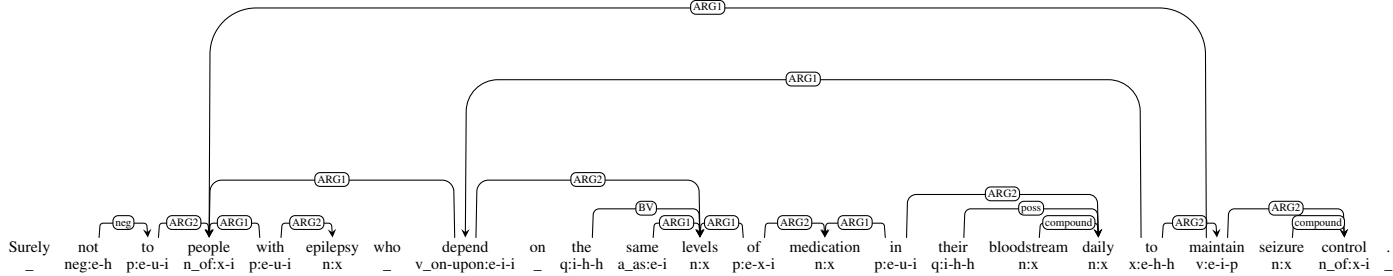 ARG1
ARG1
ARG1 ARG2
ARG2
BV poss ARG2
neg ARG2 ARG1 ARG2 ARG1 ARG1 ARG2 ARG1 compound ARG2 compound
Surely not to people with epilepsy who depend on the same levels of medication in their bloodstream daily to maintain seizure control .
_ neg:e-h p:e-u-i n_of:x-i p:e-u-i n:x _ v_on-upon:e-i-i _ q:i-h-h a_as:e-i n:x p:e-x-i n:x p:e-u-i q:i-h-h n:x n:x x:e-h-h v:e-i-p n:x n_of:x-i _